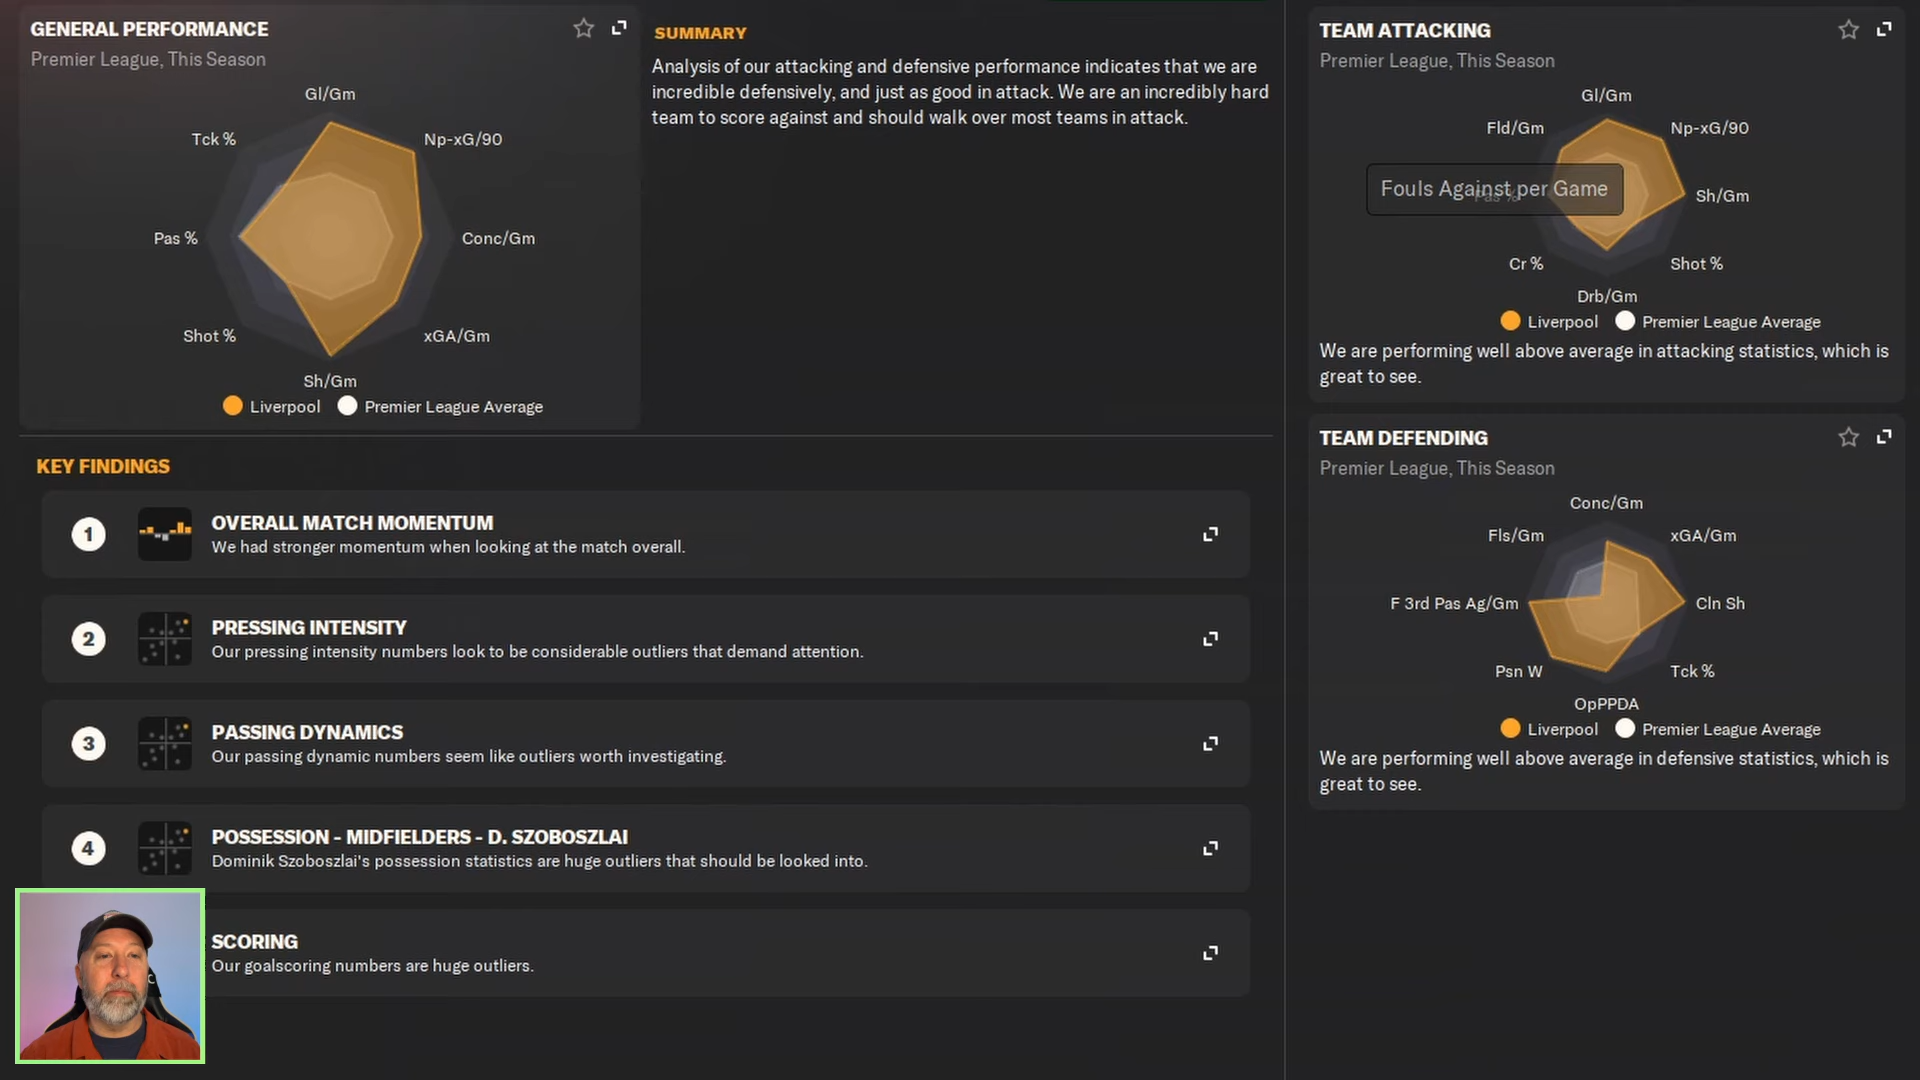 GENERAL PERFORMANCE
Premier League, This Season
Gl/Gm
Tck %
Np-xG/90
Pas %
Conc/Gm
Shot %
xGA/Gm
Sh/Gm
Liverpool
Premier League Average
SUMMARY
Analysis of our attacking and defensive performance indicates that we are
incredible defensively, and just as good in attack. We are an incredibly hard
team to score against and should walk over most teams in attack.
KEY FINDINGS
1
OVERALL MATCH MOMENTUM
We had stronger momentum when looking at the match overall.
2
PRESSING INTENSITY
Our pressing intensity numbers look to be considerable outliers that demand attention.
3
PASSING DYNAMICS
Our passing dynamic numbers seem like outliers worth investigating.
4
POSSESSION - MIDFIELDERS - D. SZOBOSZLAI
Dominik Szoboszlai's possession statistics are huge outliers that should be looked into.
SCORING
Our goalscoring numbers are huge outliers.
TEAM ATTACKING
Premier League, This Season
Gl/Gm
Fld/Gm
Np-xG/90
Fouls Against per Game
Pas %
Sh/Gm
Cr %
Shot %
Drb/Gm
Liverpool
Premier League Average
We are performing well above average in attacking statistics, which is
great to see.
TEAM DEFENDING
Premier League, This Season
Conc/Gm
Fls/Gm
xGA/Gm
F 3rd Pas Ag/Gm
Cln Sh
Psn W
Tck %
OpPPDA
Liverpool
Premier League Average
We are performing well above average in defensive statistics, which is
great to see.